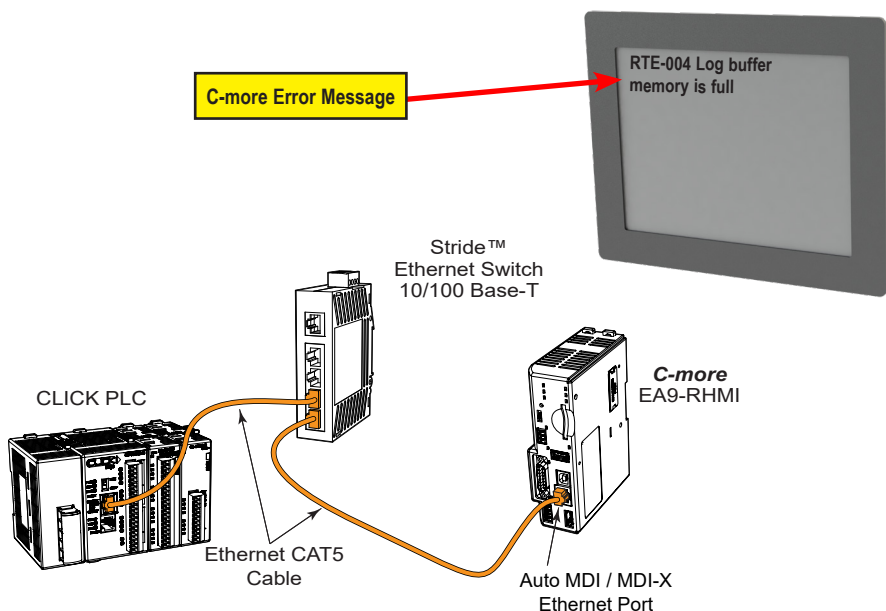 RTE-004 Log buffer
memory is full
C-more Error Message
Stride™
Ethernet Switch
10/100 Base-T
C-more
EA9-RHMI
CLICK PLC
Ethernet CAT5
Cable
Auto MDI / MDI-X
Ethernet Port